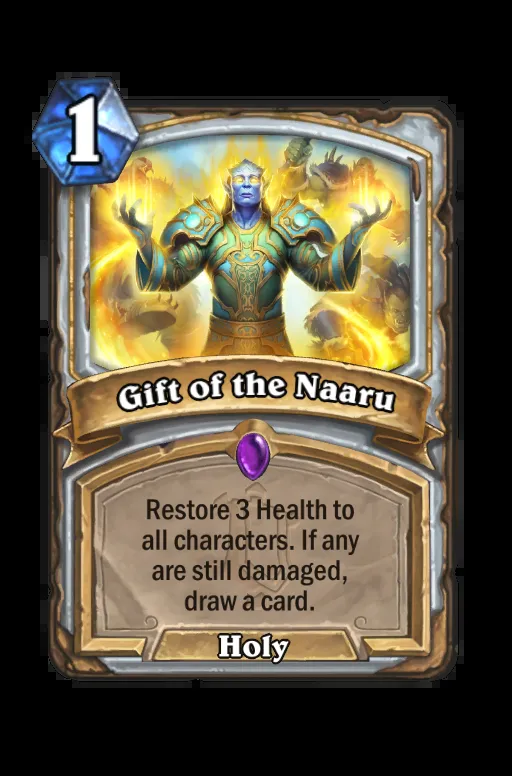 1
Gift of the Naaru
Restore 3 Health to
all characters. If any
are still damaged,
draw a card.
Holy